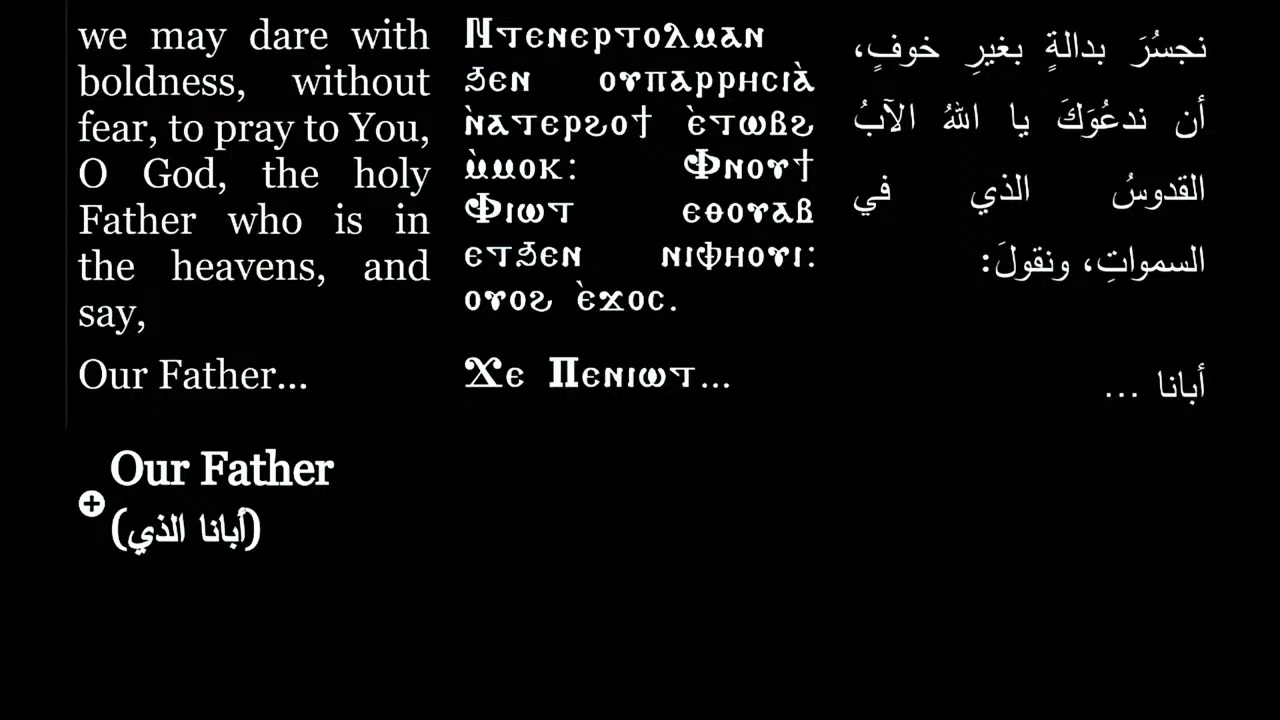 we may dare with
boldness, without
fear, to pray to You,
O God, the holy
Father who is in
the heavens, and
say,
Our Father...
Ⲛⲧⲉⲛⲉⲣⲧⲟⲗⲙⲁⲛ
ϧⲉⲛ ⲟⲩⲡⲁⲣⲣⲏⲥⲓⲁ̀
ⲛ̀ⲁⲧⲉⲣϩⲟϯ ⲉ̀ⲧⲱⲃϩ
ⲙ̀ⲙⲟⲕ: Ⲫⲛⲟⲩϯ
Ⲫⲓⲱⲧ ⲉⲑⲟⲩⲁⲃ
ⲉⲧϧⲉⲛ ⲛⲓⲫⲏⲟⲩⲓ:
ⲟⲩⲟϩ ⲉ̀ϫⲟⲥ.
Ϫⲉ Ⲡⲉⲛⲓⲱⲧ...
نجسُرَ بدالةٍ بغيرِ خوفٍ،
أن ندعُوَكَ يا اللهُ الآبُ
القدوسُ الذي في
السمواتِ، ونقولَ:
أبانا ...
Our Father
(أبانا الذي)